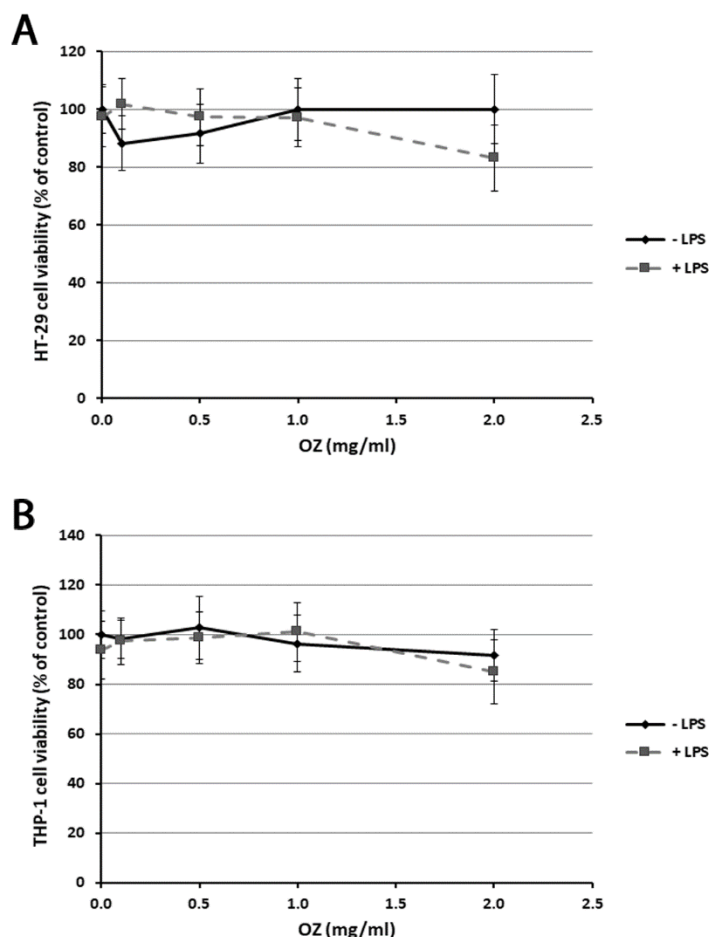 A
HT-29 cell viability (% of control)
120
100
80
60
40
20
0
0.0 0.5 1.0 1.5 2.0 2.5
OZ (mg/ml)
- LPS
+ LPS
B
THP-1 cell viability (% of control)
140
120
100
80
60
40
20
0
0.0 0.5 1.0 1.5 2.0 2.5
OZ (mg/ml)
- LPS
+ LPS